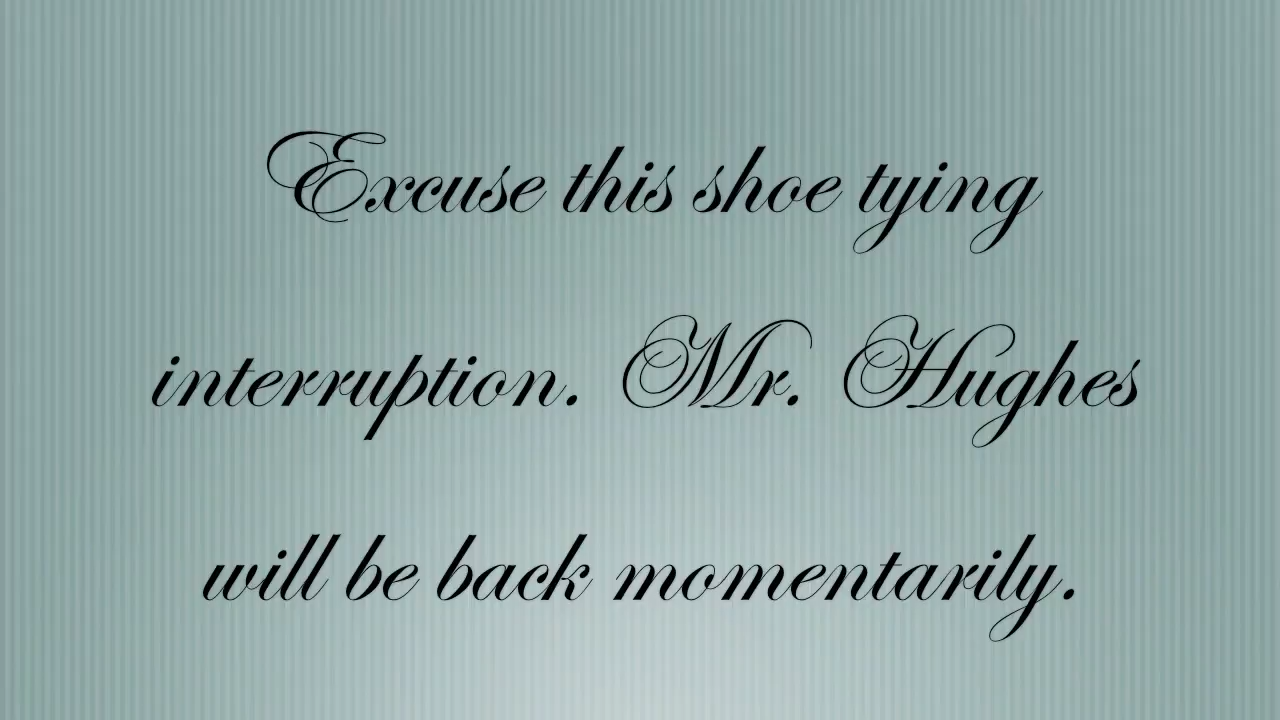 Excuse this shoe tying
interruption. Mr. Hughes
will be back momentarily.